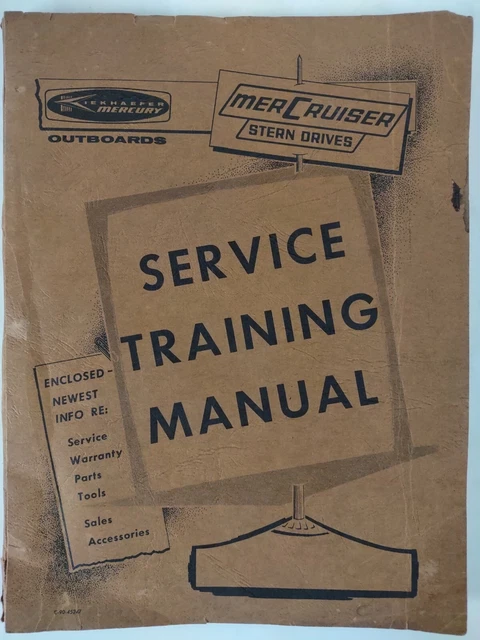 KIEKHAEFER
MERCURY
OUTBOARDS
MERCRUISER
STERN DRIVES
SERVICE
TRAINING
MANUAL
ENCLOSED -
NEWEST
INFO RE:
Service
Warranty
Parts
Tools
Sales
Accessories